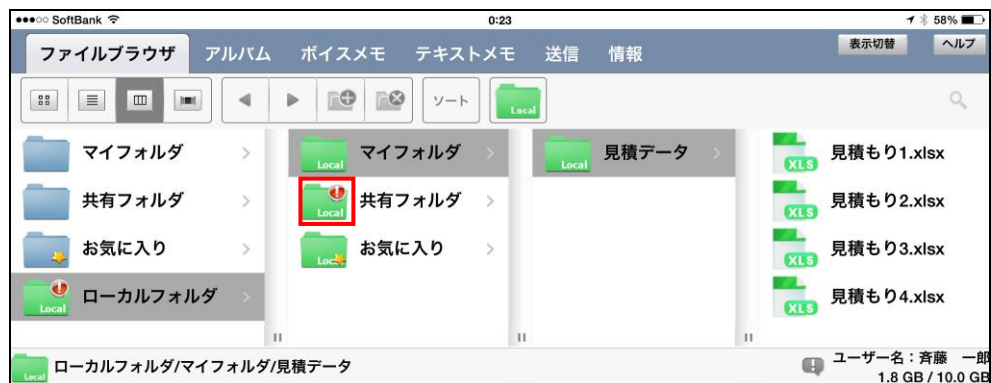 SoftBank 0:23 58%
ファイルブラウザ アルバム ボイスメモ テキストメモ 送信 情報 表示切替 ヘルプ
ソート Local
マイフォルダ
共有フォルダ
お気に入り
Local ローカルフォルダ
Local マイフォルダ
Local 共有フォルダ
Local お気に入り
Local 見積データ
XLS 見積もり1.xlsx
XLS 見積もり2.xlsx
XLS 見積もり3.xlsx
XLS 見積もり4.xlsx
Local ローカルフォルダ/マイフォルダ/見積データ
ユーザー名：斉藤 一郎
1.8 GB / 10.0 GB